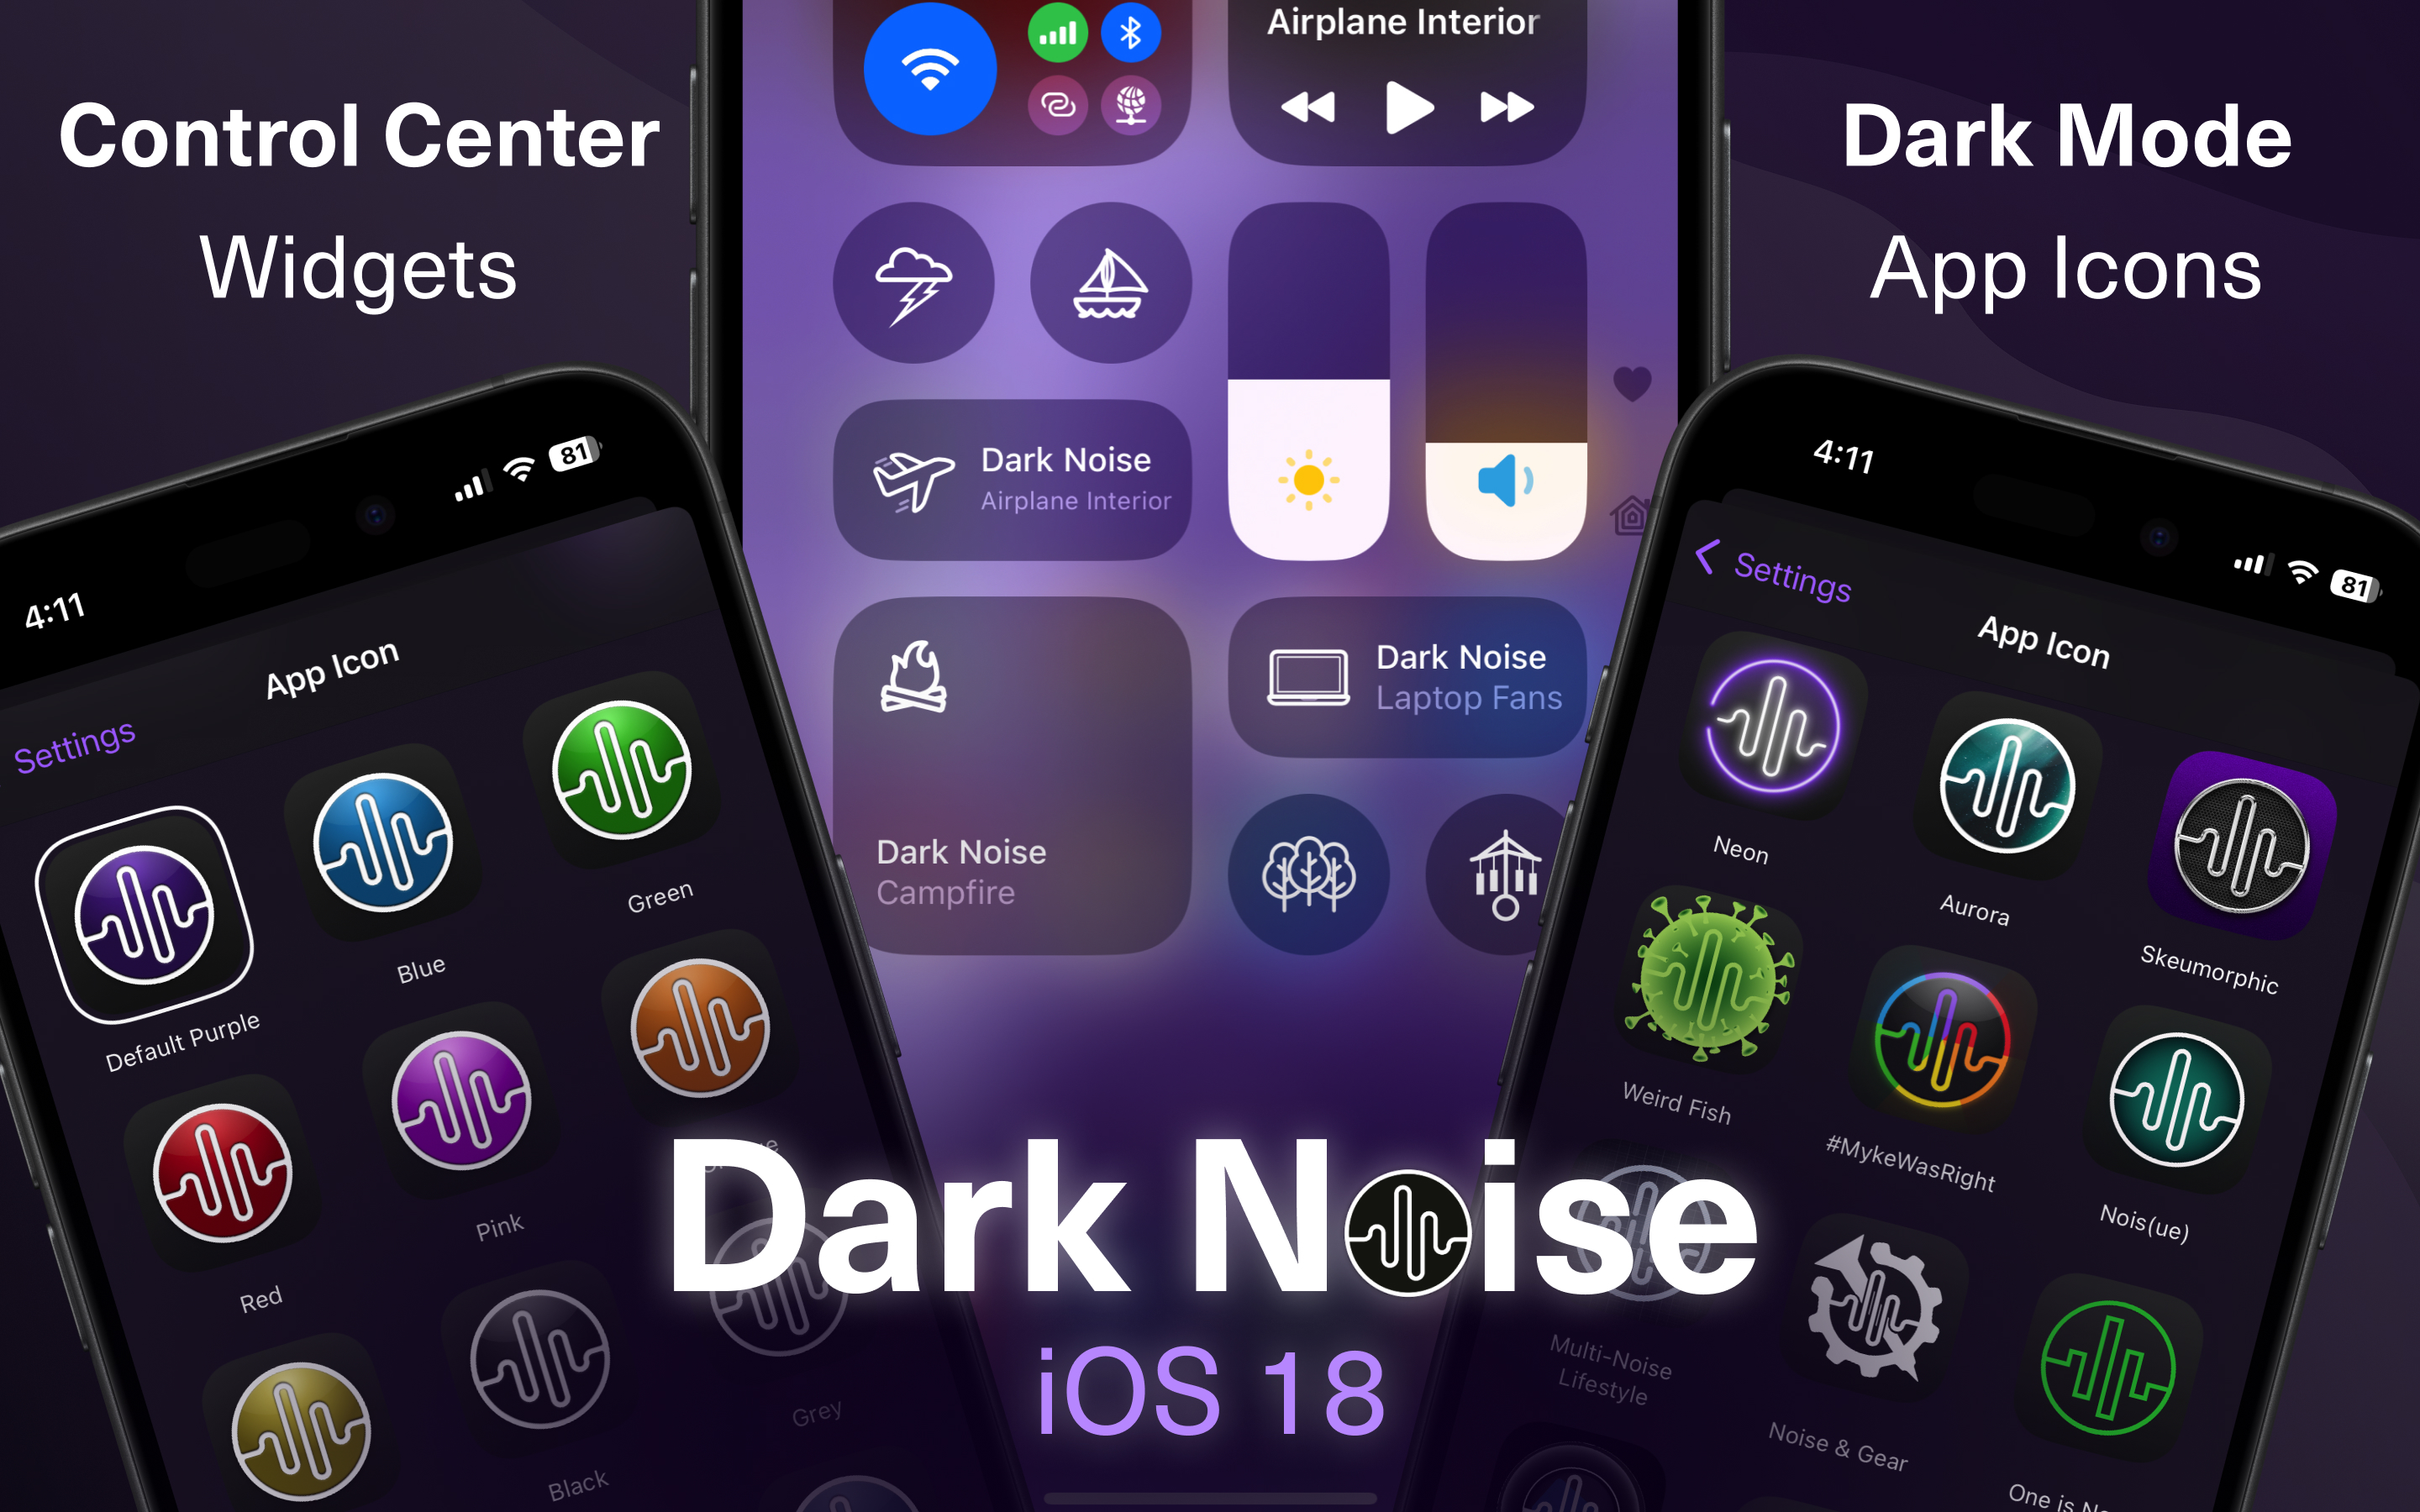 Control Center
Widgets
Dark Mode
App Icons
Airplane Interior
Dark Noise
Airplane Interior
Dark Noise
Laptop Fans
Dark Noise
Campfire
4:11
81
App Icon
Settings
Default Purple
Blue
Green
Red
Pink
Black
Grey
4:11
81
Settings
App Icon
Neon
Aurora
Skeumorphic
Weird Fish
#MykeWasRight
Nois(ue)
Multi-Noise
Lifestyle
Noise & Gear
One is
Dark Noise
iOS 18